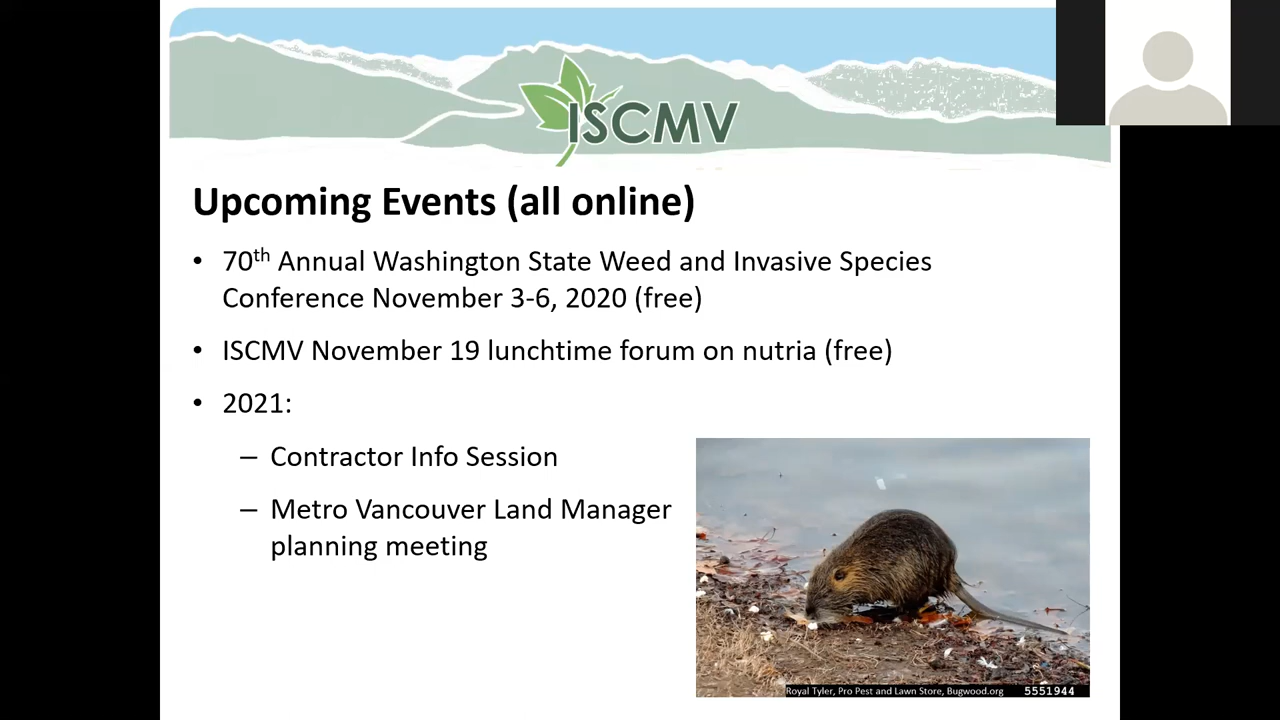 ISCMV
Upcoming Events (all online)
• 70th Annual Washington State Weed and Invasive Species
Conference November 3-6, 2020 (free)
• ISCMV November 19 lunchtime forum on nutria (free)
• 2021:
– Contractor Info Session
– Metro Vancouver Land Manager
planning meeting
Royal Tyler, Pro Pest and Lawn Store, Bugwood.org 5551944